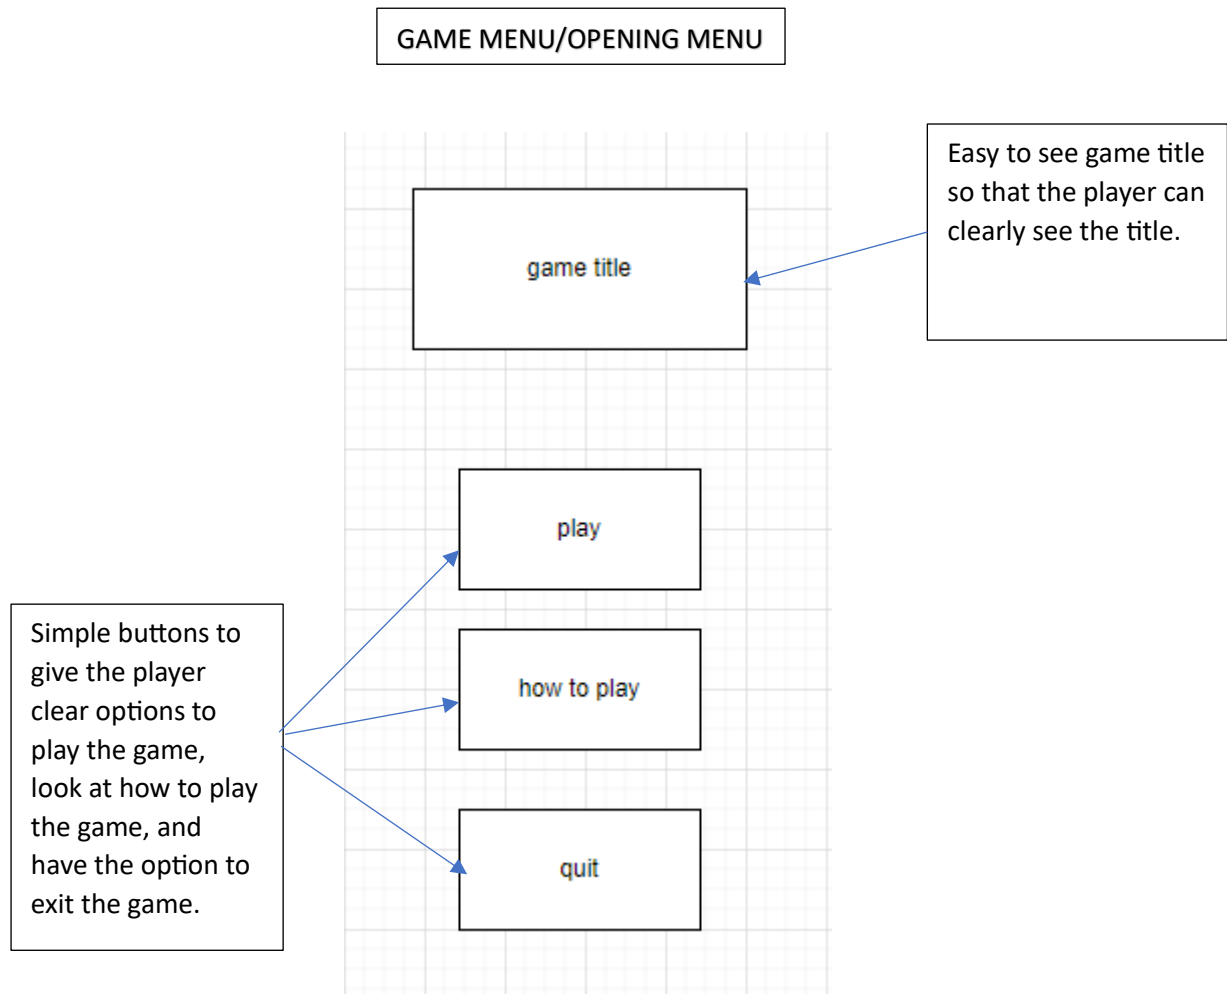 GAME MENU/OPENING MENU
Easy to see game title
so that the player can
clearly see the title.
game title
play
Simple buttons to
give the player
clear options to
play the game,
look at how to play
the game, and
have the option to
exit the game.
how to play
quit